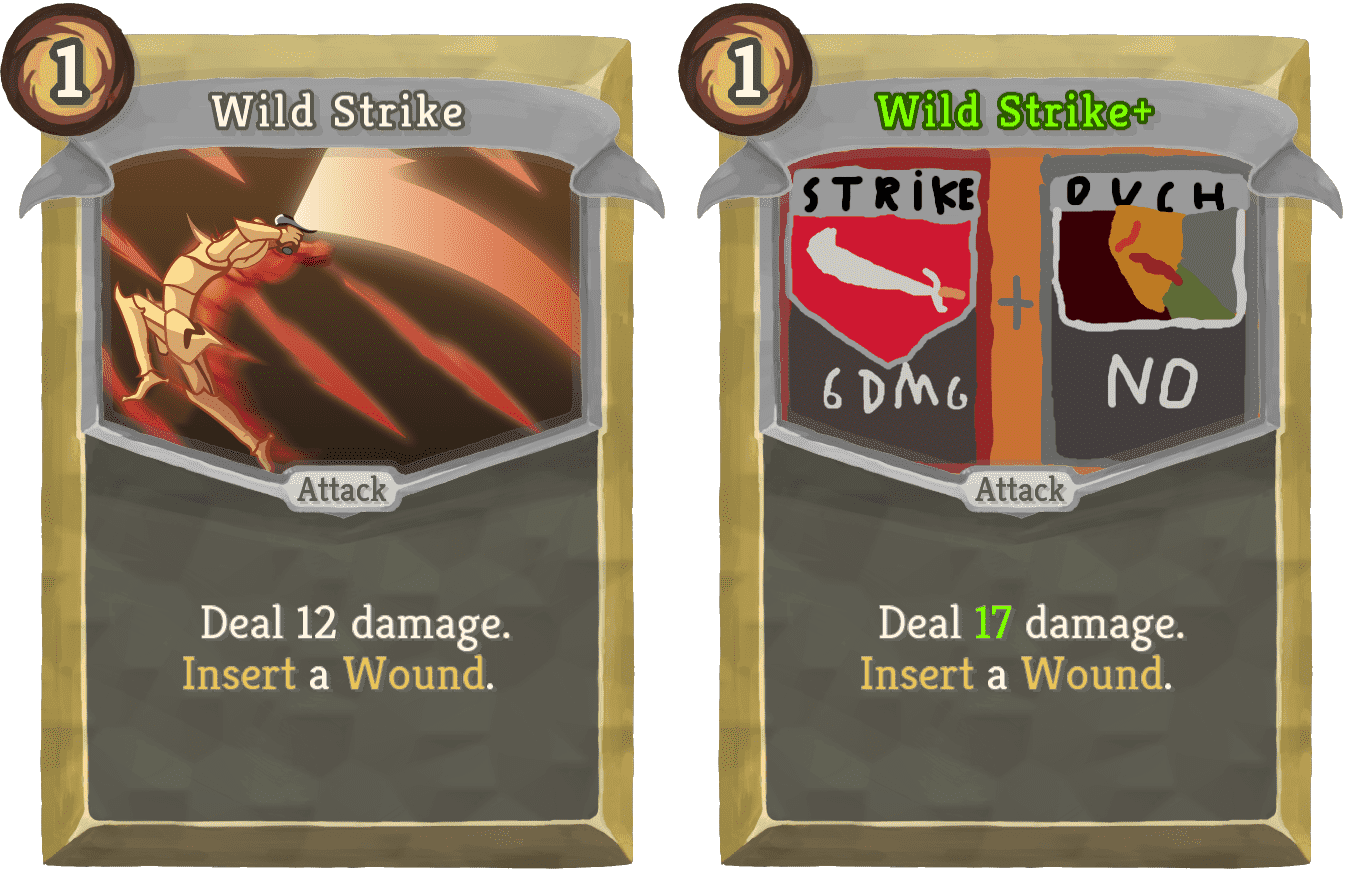 1
Wild Strike
Attack
Deal 12 damage.
Insert a Wound.
1
Wild Strike+
STRiKE
6 DMG
+
OUCH
NO
Attack
Deal 17 damage.
Insert a Wound.